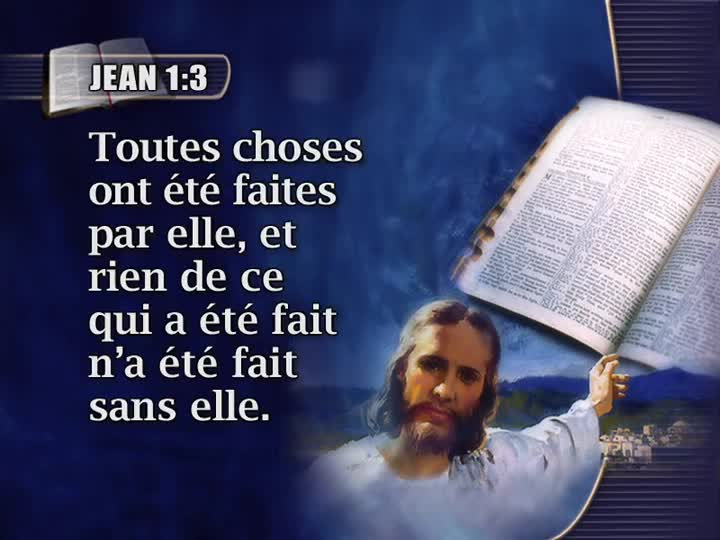 JEAN 1:3
Toutes choses
ont été faites
par elle, et
rien de ce
qui a été fait
n’a été fait
sans elle.